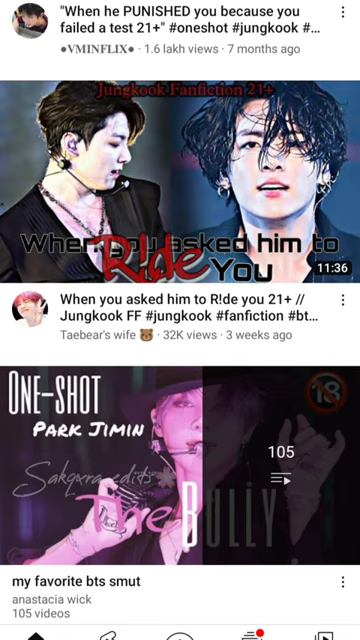 "When he PUNISHED you because you
failed a test 21+" #oneshot #jungkook #...
●𝐕𝐌𝐈𝐍𝐅𝐋𝐈𝐗● · 1.6 lakh views · 7 months ago
Jungkook Fanfiction 21+
When you asked him to
R!de You
11:36
When you asked him to R!de you 21+ //
Jungkook FF #jungkook #fanfiction #bt...
Taebear's wife 🐻 · 32K views · 3 weeks ago
ONE-SHOT
PARK JIMIN
18
105
Sakqxra edits
The BULLY
my favorite bts smut
anastacia wick
105 videos